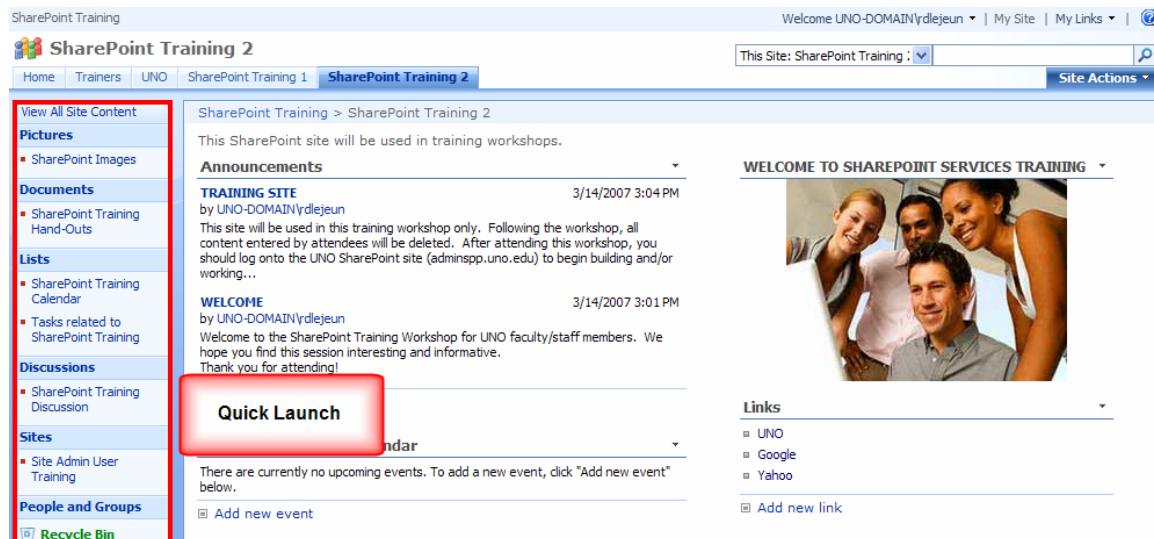 SharePoint Training
Welcome UNO-DOMAIN\rdlejeun | My Site | My Links |
SharePoint Training 2
This Site: SharePoint Training :
Home Trainers UNO SharePoint Training 1 SharePoint Training 2
Site Actions
View All Site Content
Pictures
SharePoint Images
Documents
SharePoint Training
Hand-Outs
Lists
SharePoint Training
Calendar
Tasks related to
SharePoint Training
Discussions
SharePoint Training
Discussion
Sites
Site Admin User
Training
People and Groups
Recycle Bin
SharePoint Training > SharePoint Training 2
This SharePoint site will be used in training workshops.
Announcements
TRAINING SITE 3/14/2007 3:04 PM
by UNO-DOMAIN\rdlejeun
This site will be used in this training workshop only. Following the workshop, all
content entered by attendees will be deleted. After attending this workshop, you
should log onto the UNO SharePoint site (adminspp.uno.edu) to begin building and/or
working...
WELCOME 3/14/2007 3:01 PM
by UNO-DOMAIN\rdlejeun
Welcome to the SharePoint Training Workshop for UNO faculty/staff members. We
hope you find this session interesting and informative.
Thank you for attending!
Quick Launch
ndar
There are currently no upcoming events. To add a new event, click "Add new event"
below.
Add new event
WELCOME TO SHAREPOINT SERVICES TRAINING
Links
UNO
Google
Yahoo
Add new link